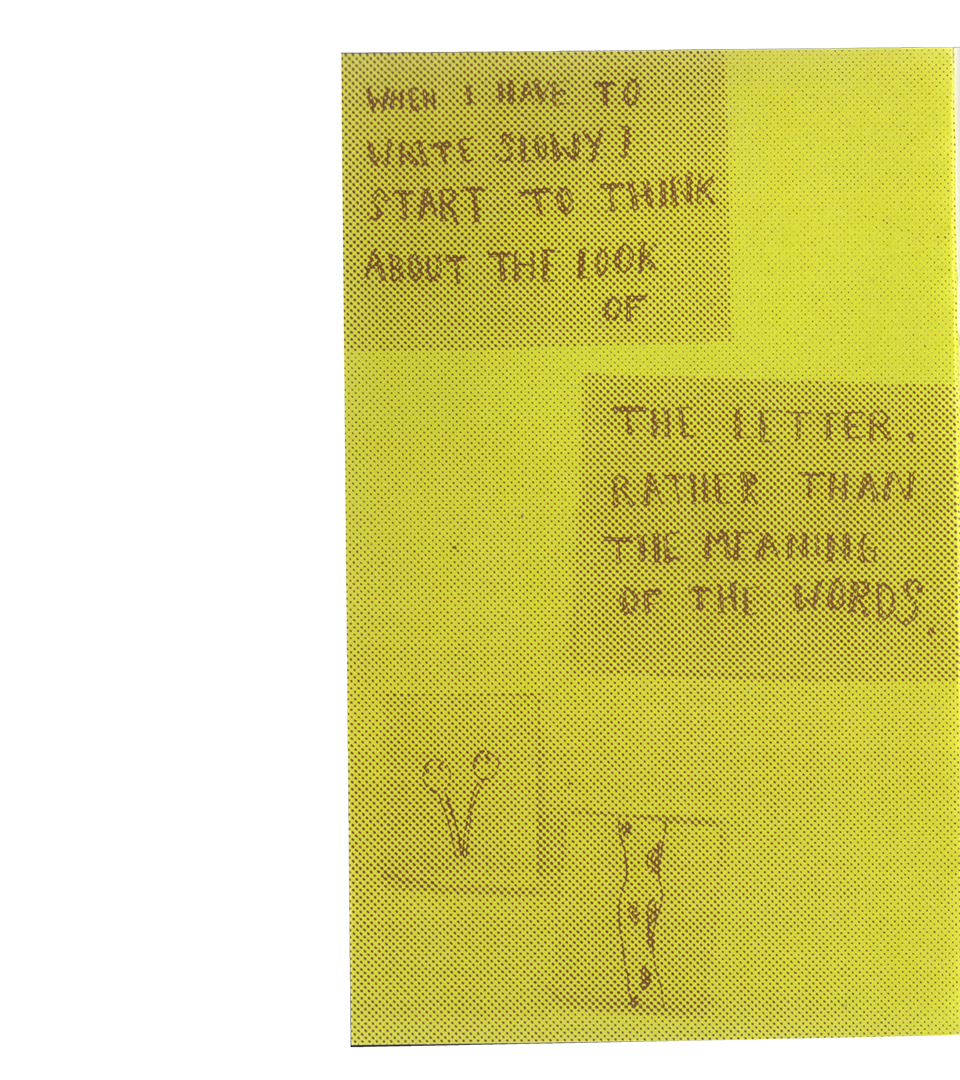 WHEN I HAVE TO
WRITE SLOWY I
START TO THINK
ABOUT THE LOOK
OF
THE LETTER,
RATHER THAN
THE MEANING
OF THE WORDS.